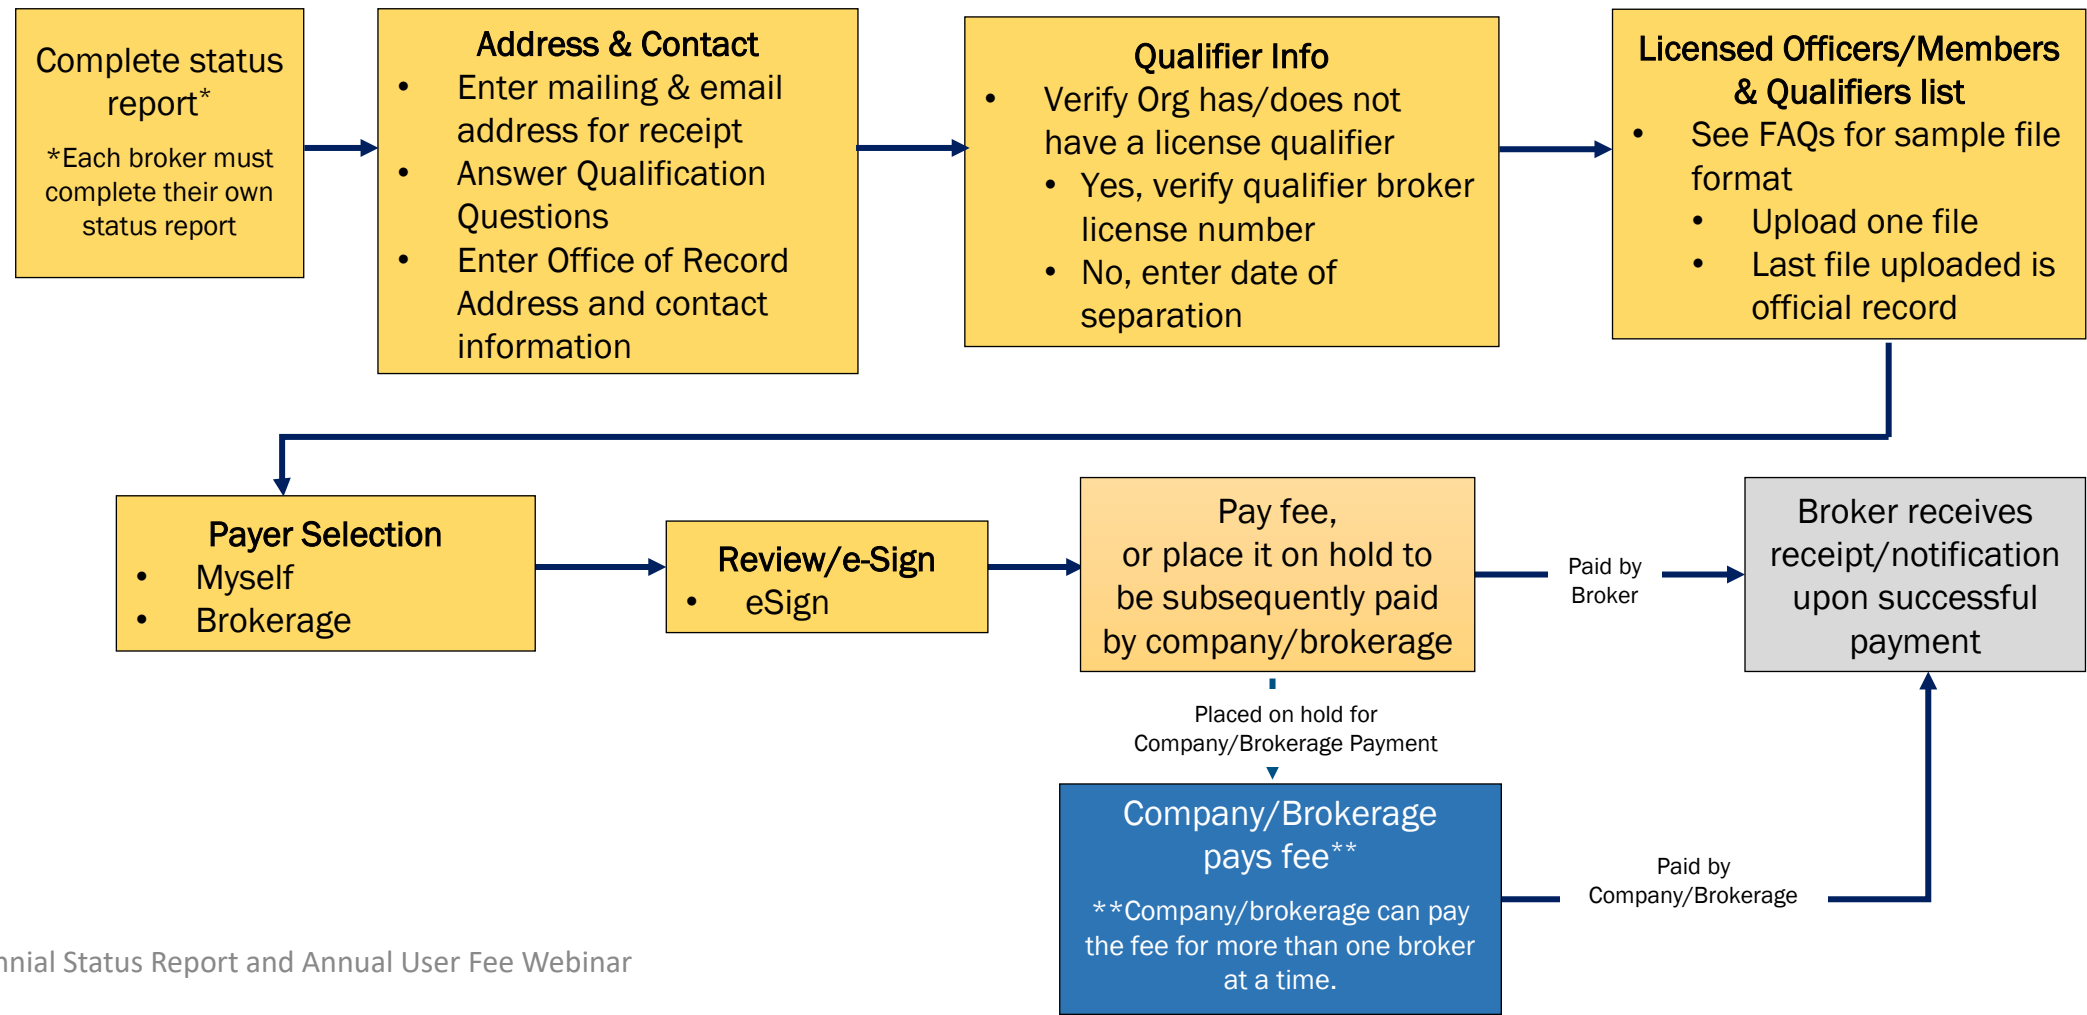 Complete status
report*
*Each broker must
complete their own
status report
Address & Contact
• Enter mailing & email
address for receipt
• Answer Qualification
Questions
• Enter Office of Record
Address and contact
information
Qualifier Info
• Verify Org has/does not
have a license qualifier
• Yes, verify qualifier broker
license number
• No, enter date of
separation
Licensed Officers/Members
& Qualifiers list
• See FAQs for sample file
format
• Upload one file
• Last file uploaded is
official record
Payer Selection
• Myself
• Brokerage
Review/e-Sign
• eSign
Pay fee,
or place it on hold to
be subsequently paid
by company/brokerage
Paid by
Broker
Broker receives
receipt/notification
upon successful
payment
Placed on hold for
Company/Brokerage Payment
Company/Brokerage
pays fee**
**Company/brokerage can pay
the fee for more than one broker
at a time.
Paid by
Company/Brokerage
Status Report and Annual User Fee Webinar